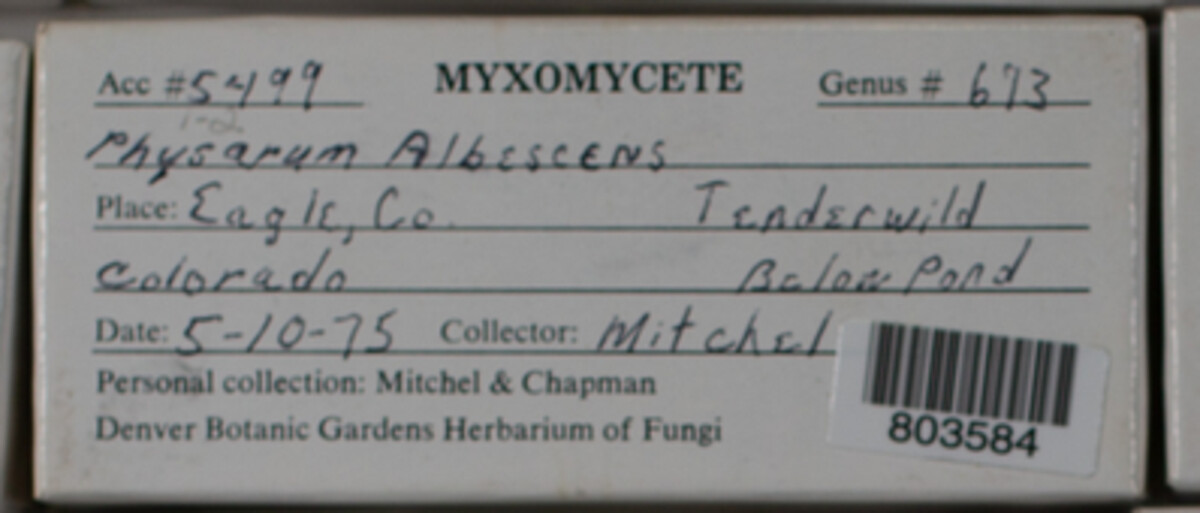 Acc #5499 MYXOMYCETE Genus # 673
1-2
Physarum Albescens
Place: Eagle, Co. Tenderwild
Colorado Below Pond
Date: 5-10-75 Collector: Mitchel
Personal collection: Mitchel & Chapman
Denver Botanic Gardens Herbarium of Fungi
803584